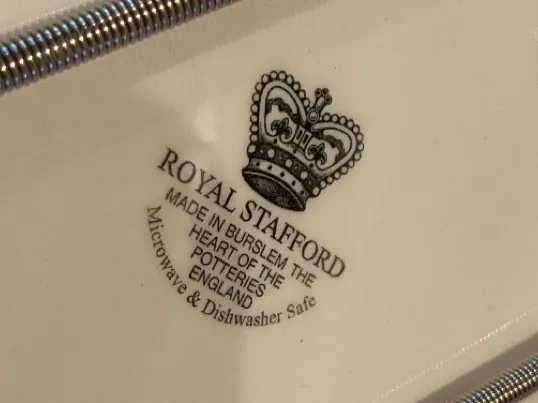 ROYAL STAFFORD
MADE IN BURSLEM THE
HEART OF THE
POTTERIES
ENGLAND
Microwave & Dishwasher Safe